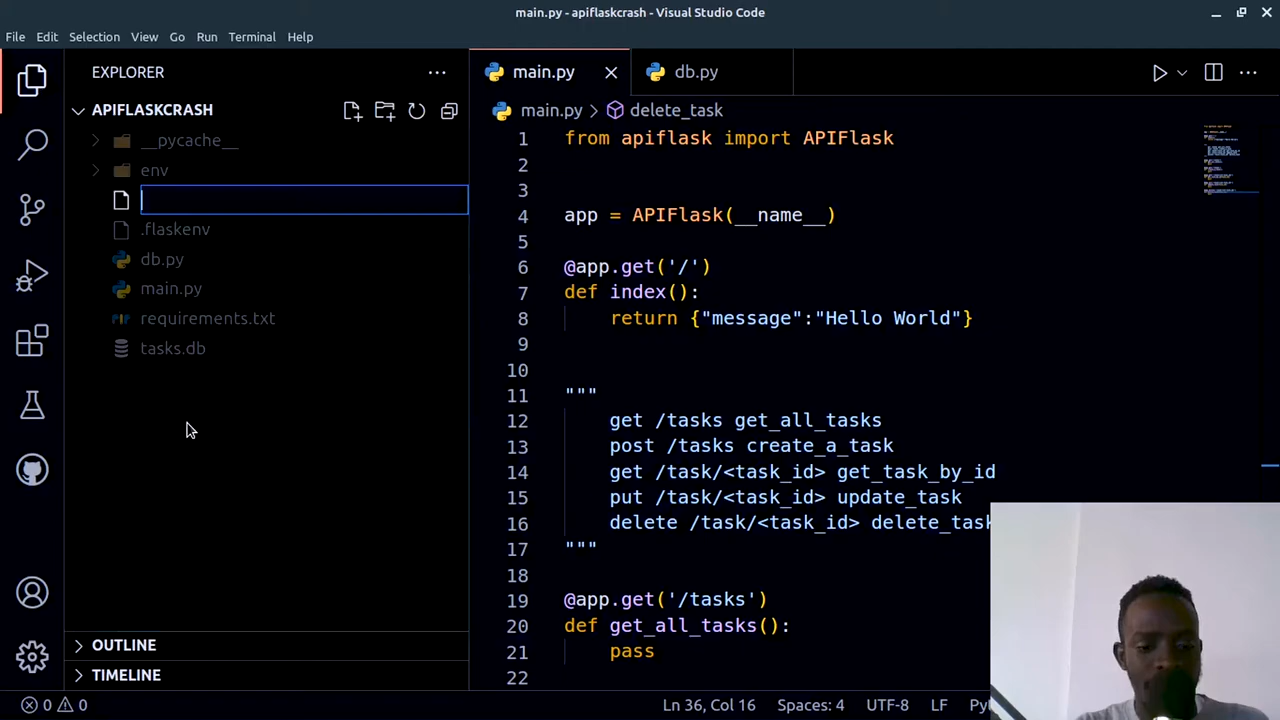 main.py - apiflaskcrash - Visual Studio Code
File Edit Selection View Go Run Terminal Help
EXPLORER
main.py
db.py
APIFLASKCRASH
main.py > delete_task
__pycache__
env
.flaskenv
db.py
main.py
requirements.txt
tasks.db
1 from apiflask import APIFlask
2
3
4 app = APIFlask(__name__)
5
6 @app.get('/')
7 def index():
8 return {"message":"Hello World"}
9
10
11 """
12 get /tasks get_all_tasks
13 post /tasks create_a_task
14 get /task/<task_id> get_task_by_id
15 put /task/<task_id> update_task
16 delete /task/<task_id> delete_task
17 """
18
19 @app.get('/tasks')
20 def get_all_tasks():
21 pass
22
OUTLINE
TIMELINE
0 0 Ln 36, Col 16 Spaces: 4 UTF-8 LF Py